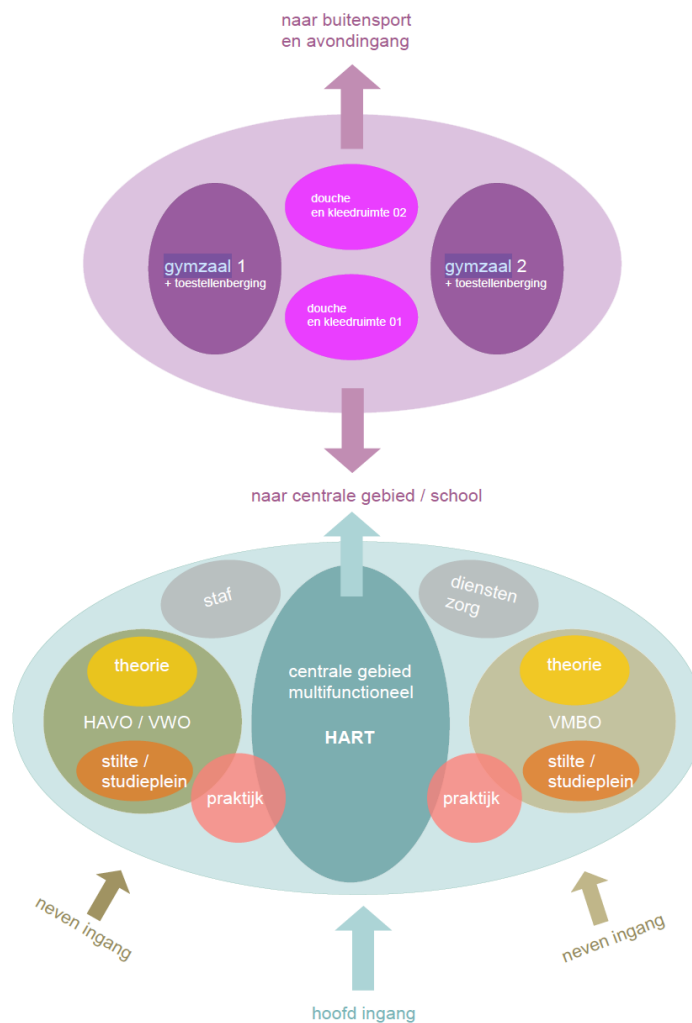 naar buitensport
en avondingang
douche
en kleedruimte 02
gymzaal 1
+ toestellenberging
gymzaal 2
+ toestellenberging
douche
en kleedruimte 01
naar centrale gebied / school
staf
diensten
zorg
theorie
HAVO / VWO
stilte /
studieplein
praktijk
centrale gebied
multifunctioneel
HART
theorie
VMBO
stilte /
studieplein
praktijk
neven ingang
neven ingang
hoofd ingang